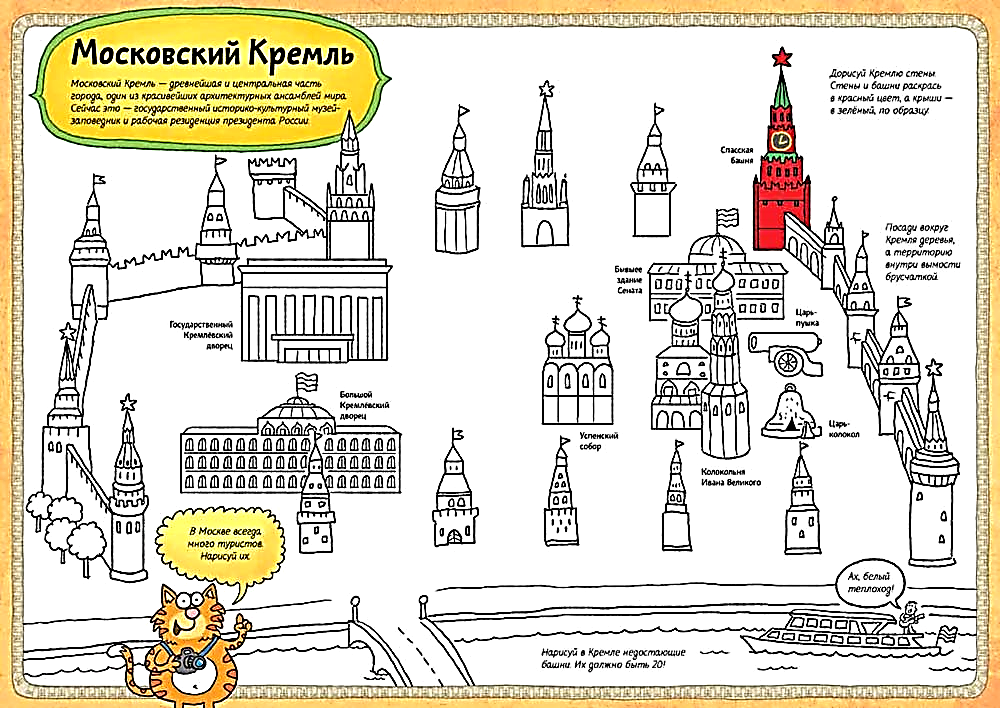 Московский Кремль
Московский Кремль — древнейшая и центральная часть
города, один из красивейших архитектурных ансамблей мира.
Сейчас это — государственный историко-культурный музей-
заповедник и рабочая резиденция президента России.
Дорисуй Кремлю стены.
Стены и башни раскрась
в красный цвет, а крыши —
в зелёный, по образцу.
Спасская
башня
Посади вокруг
Кремля деревья,
а территорию
внутри вымости
брусчаткой.
Бывшее
здание
Сената
Царь-
пушка
Государственный
Кремлёвский
дворец
Большой
Кремлёвский
дворец
Успенский
собор
Царь-
колокол
Колокольня
Ивана Великого
В Москве всегда
много туристов.
Нарисуй их.
Ах, белый
теплоход!
Нарисуй в Кремле недостающие
башни. Их должно быть 20!